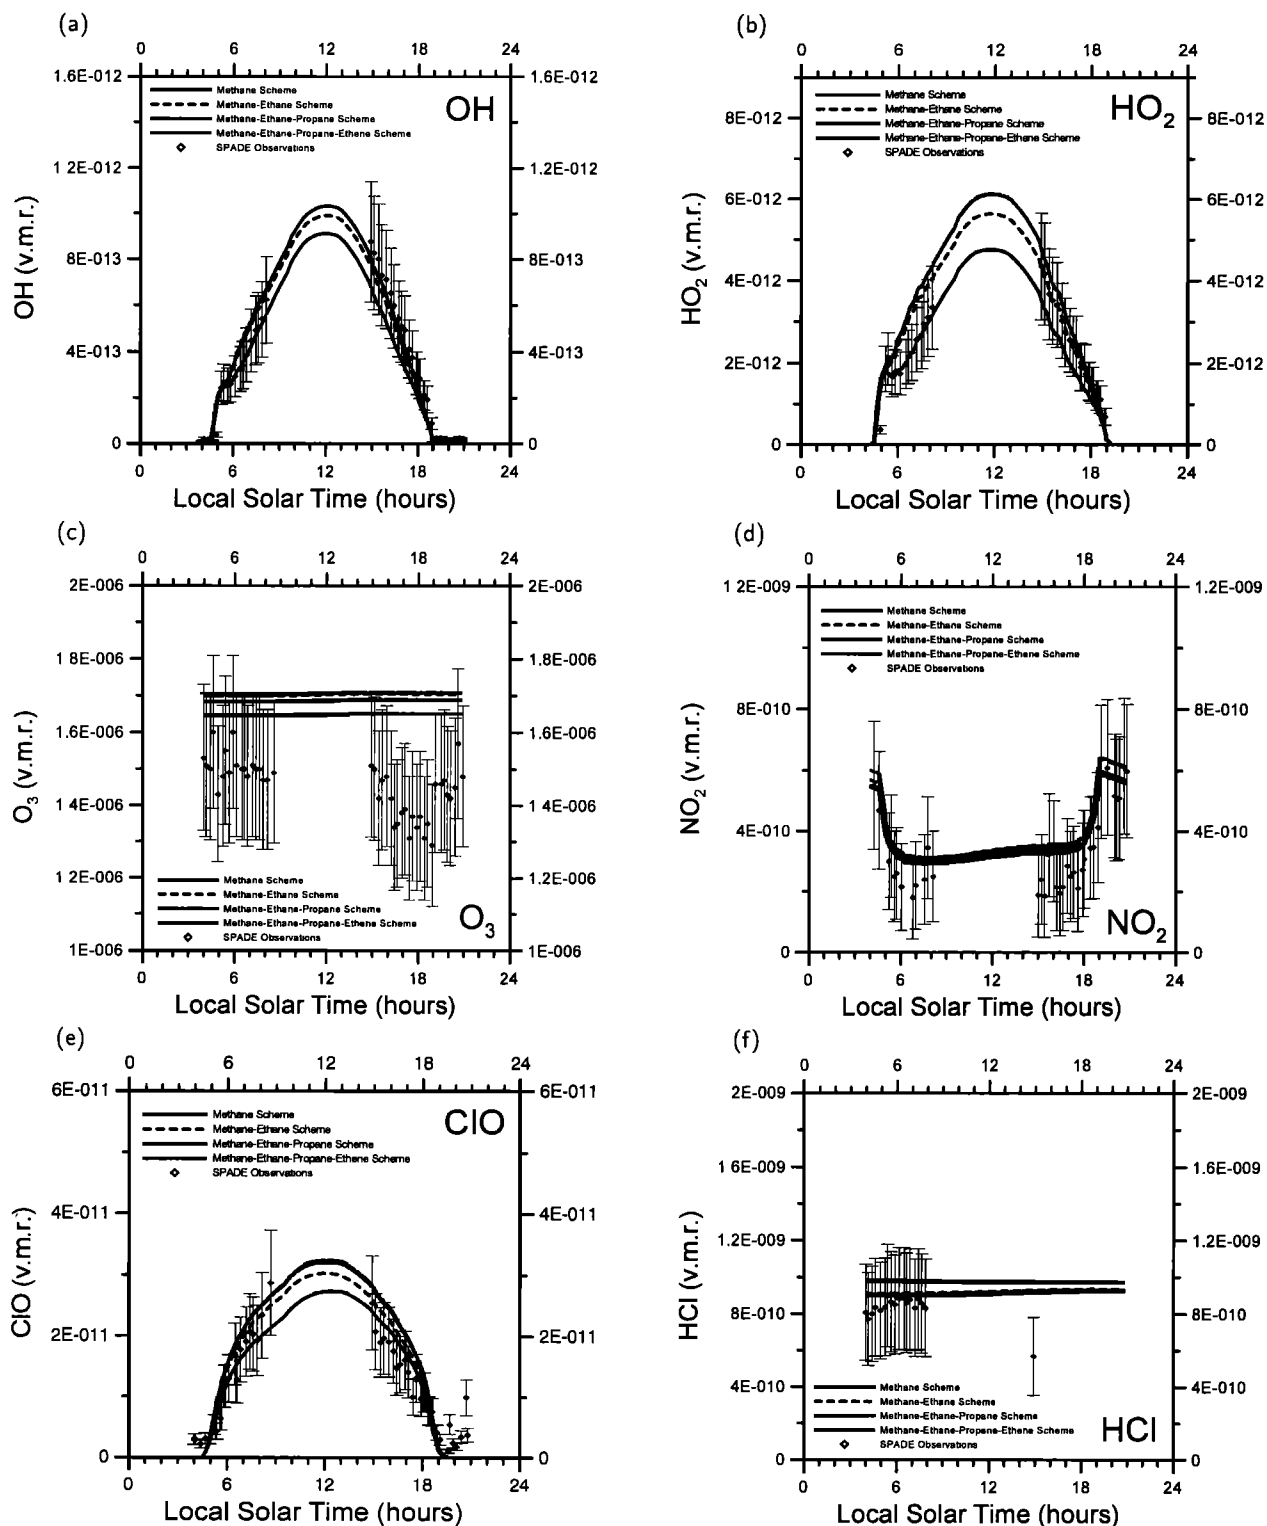 (a)
0 6 12 18 24
1.6E-012 1.6E-012
Methane Scheme
Methane-Ethane Scheme
Methane-Ethane-Propane Scheme
Methane-Ethane-Propane-Ethene Scheme
SPADE Observations
OH
1.2E-012 1.2E-012
8E-013 8E-013
4E-013 4E-013
0 0
OH (v.m.r.)
0 6 12 18 24
Local Solar Time (hours)
(b)
0 6 12 18 24
Methane Scheme
Methane-Ethane Scheme
Methane-Ethane-Propane Scheme
Methane-Ethane-Propane-Ethene Scheme
SPADE Observations
HO2
8E-012 8E-012
6E-012 6E-012
4E-012 4E-012
2E-012 2E-012
0 0
HO2 (v.m.r.)
0 6 12 18 24
Local Solar Time (hours)
(c)
0 6 12 18 24
2E-006 2E-006
1.8E-006 1.8E-006
1.6E-006 1.6E-006
1.4E-006 1.4E-006
1.2E-006 1.2E-006
1E-006 1E-006
O3 (v.m.r.)
Methane Scheme
Methane-Ethane Scheme
Methane-Ethane-Propane Scheme
Methane-Ethane-Propane-Ethene Scheme
SPADE Observations
O3
0 6 12 18 24
Local Solar Time (hours)
(d)
0 6 12 18 24
1.2E-009 1.2E-009
Methane Scheme
Methane-Ethane Scheme
Methane-Ethane-Propane Scheme
Methane-Ethane-Propane-Ethene Scheme
SPADE Observations
8E-010 8E-010
4E-010 4E-010
0 0
NO2 (v.m.r.)
NO2
0 6 12 18 24
Local Solar Time (hours)
(e)
0 6 12 18 24
6E-011 6E-011
Methane Scheme
Methane-Ethane Scheme
Methane-Ethane-Propane Scheme
Methane-Ethane-Propane-Ethene Scheme
SPADE Observations
ClO
4E-011 4E-011
2E-011 2E-011
0 0
ClO (v.m.r.)
0 6 12 18 24
Local Solar Time (hours)
(f)
0 6 12 18 24
2E-009 2E-009
1 6E-009 1.6E-009
1.2E-009 1.2E-009
8E-010 8E-010
4E-010 4E-010
0 0
HCl (v.m.r.)
Methane Scheme
Methane-Ethane Scheme
Methane-Ethane-Propane Scheme
Methane-Ethane-Propane-Ethene Scheme
SPADE Observations
HCl
0 6 12 18 24
Local Solar Time (hours)